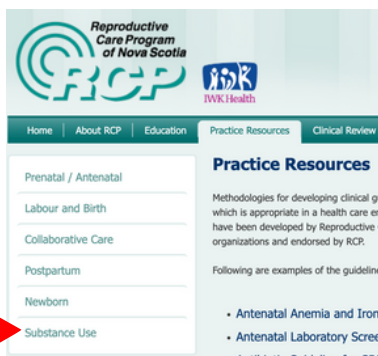 Reproductive
Care Program
of Nova Scotia
RCP
IWK Health
Home
About RCP
Education
Practice Resources
Clinical Review
Prenatal / Antenatal
Labour and Birth
Collaborative Care
Postpartum
Newborn
Substance Use
Practice Resources
Methodologies for developing clinical g
which is appropriate in a health care e
have been developed by Reproductive
organizations and endorsed by RCP.
Following are examples of the guideline
• Antenatal Anemia and Iron
• Antenatal Laboratory Scree